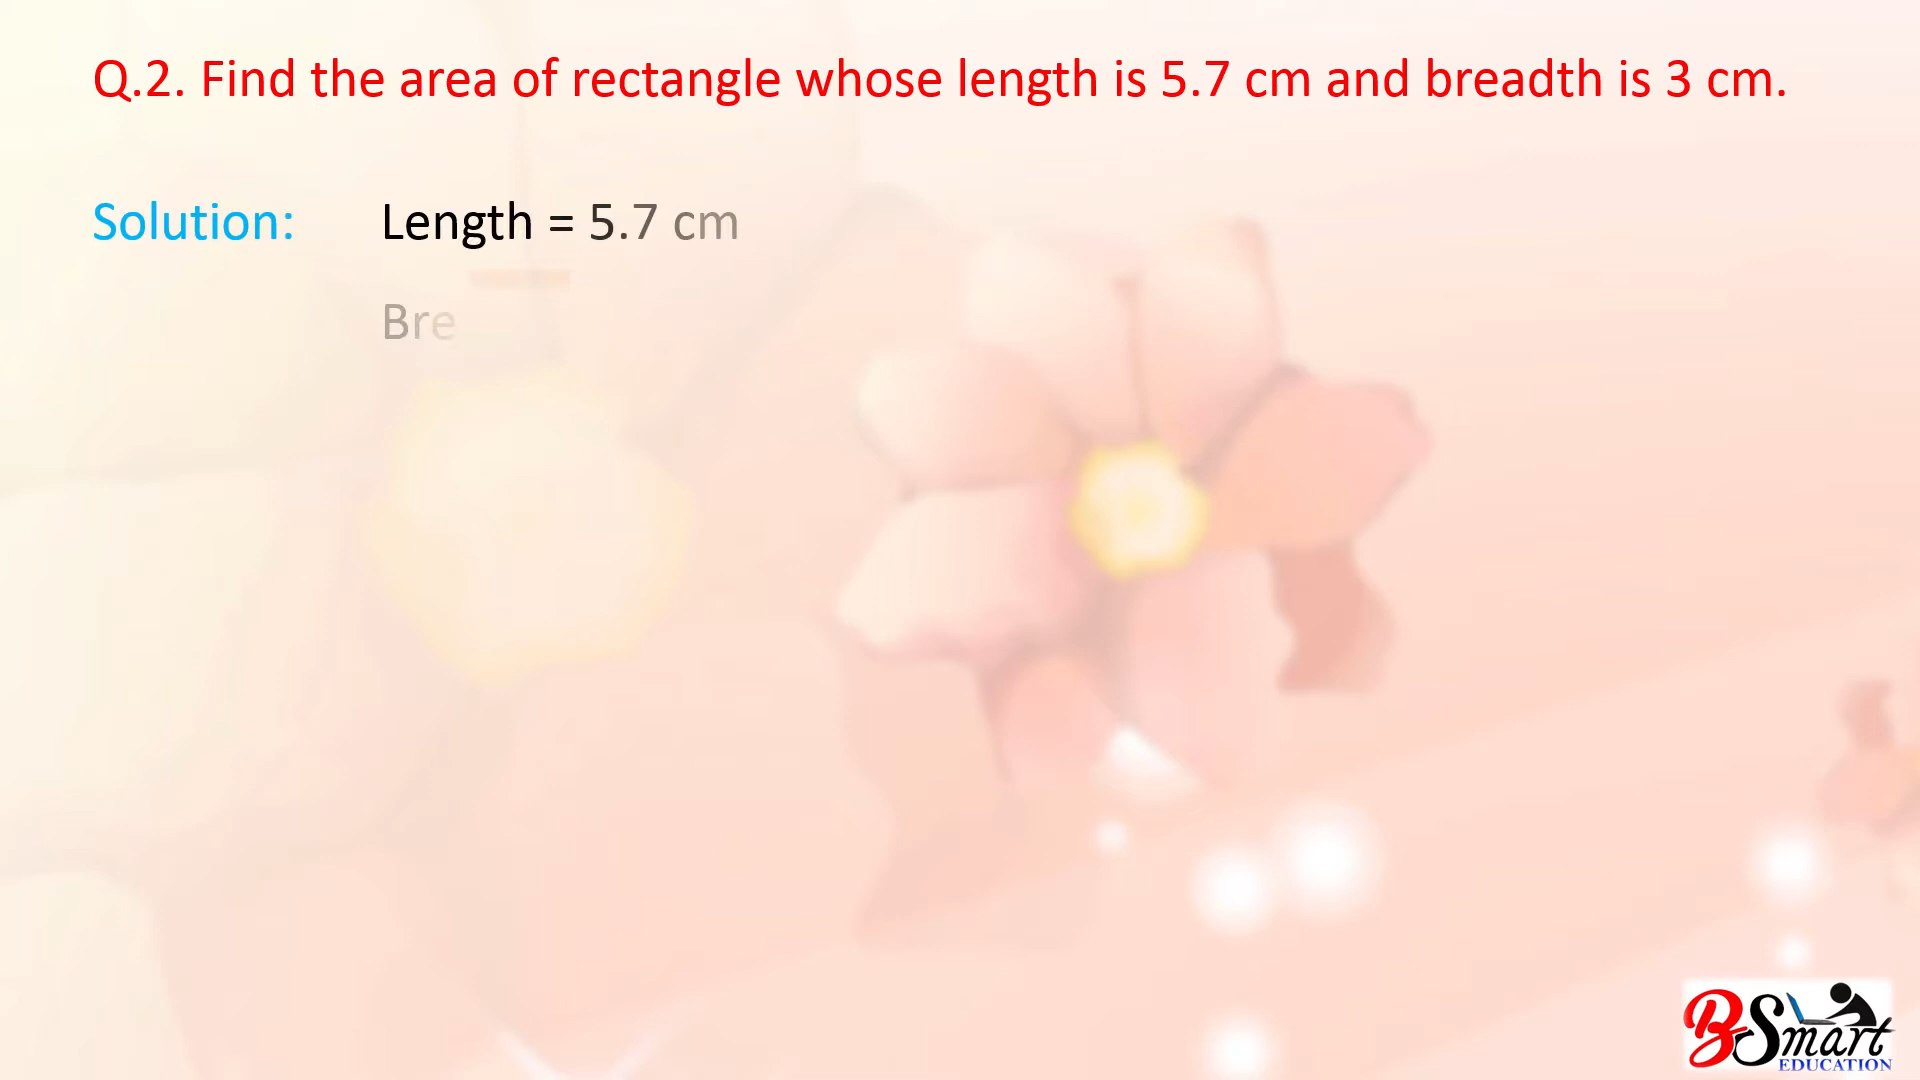 Q.2. Find the area of rectangle whose length is 5.7 cm and breadth is 3 cm.
Solution: Length = 5.7 cm
Bre
BSmart
EDUCATION